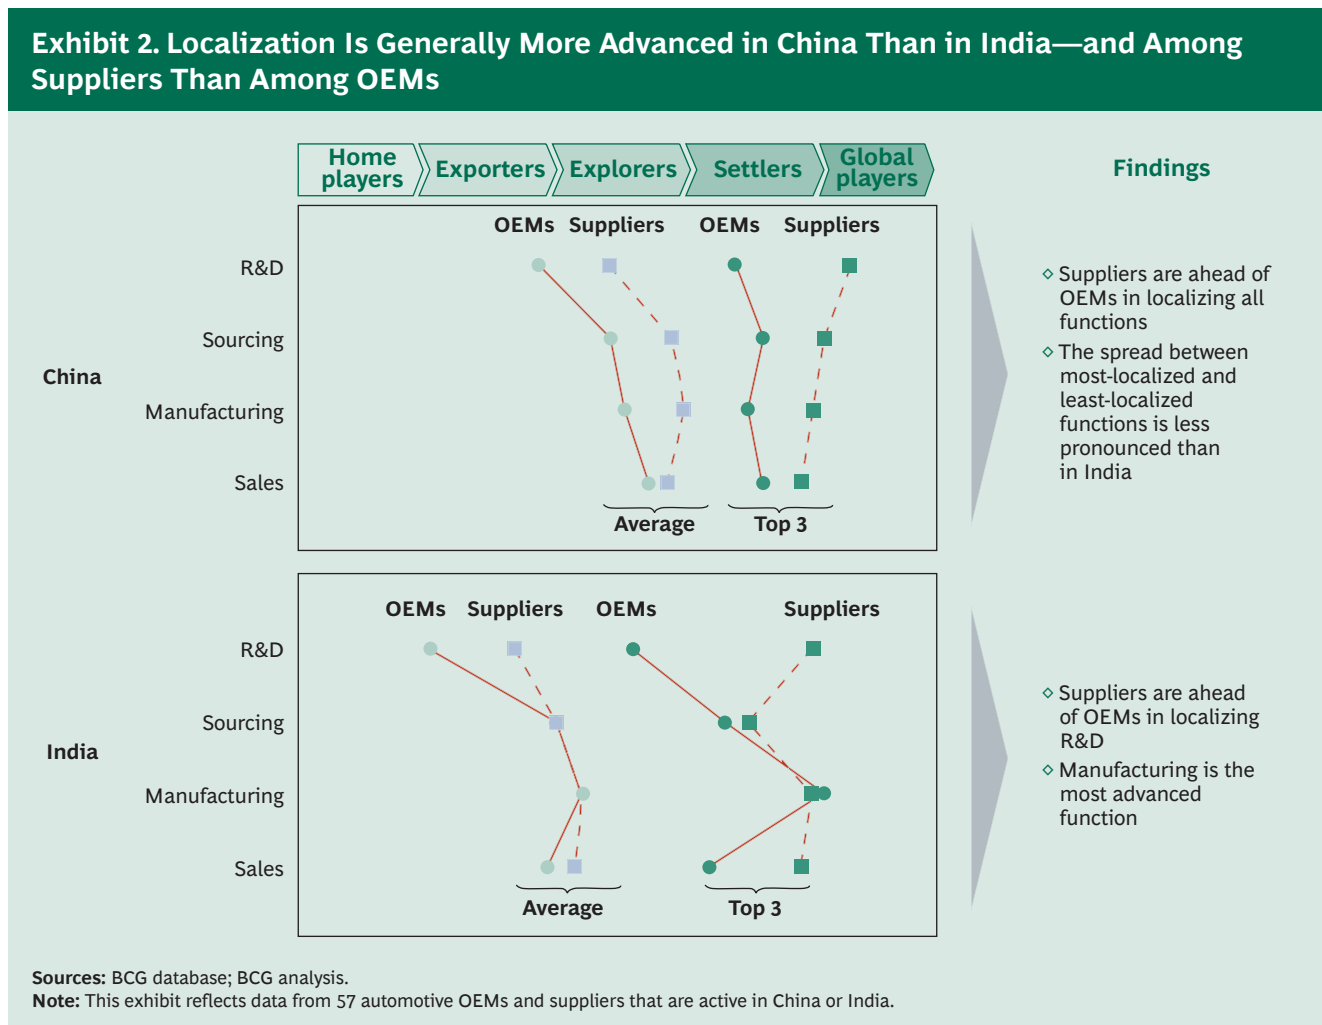 Exhibit 2. Localization Is Generally More Advanced in China Than in India—and Among
Suppliers Than Among OEMs
Home
players
Exporters
Explorers
Settlers
Global
players
Findings
OEMs Suppliers OEMs Suppliers
R&D
Sourcing
China
Manufacturing
Sales
Average
Top 3
◇ Suppliers are ahead of
OEMs in localizing all
functions
◇ The spread between
most-localized and
least-localized
functions is less
pronounced than
in India
OEMs Suppliers OEMs Suppliers
R&D
Sourcing
India
Manufacturing
Sales
Average
Top 3
◇ Suppliers are ahead
of OEMs in localizing
R&D
◇ Manufacturing is the
most advanced
function
Sources: BCG database; BCG analysis.
Note: This exhibit reflects data from 57 automotive OEMs and suppliers that are active in China or India.